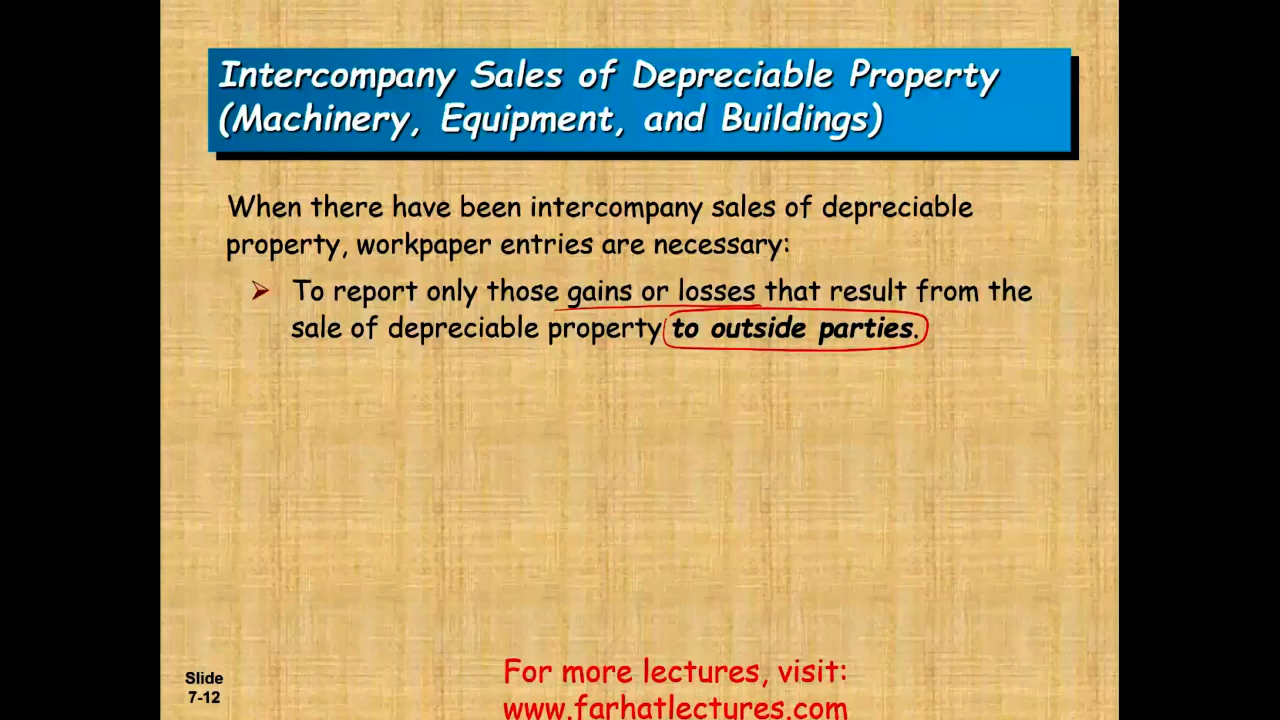 Intercompany Sales of Depreciable Property
(Machinery, Equipment, and Buildings)
When there have been intercompany sales of depreciable
property, workpaper entries are necessary:
To report only those gains or losses that result from the
sale of depreciable property to outside parties.
Slide
7-12
For more lectures, visit:
www.farhatlectures.com